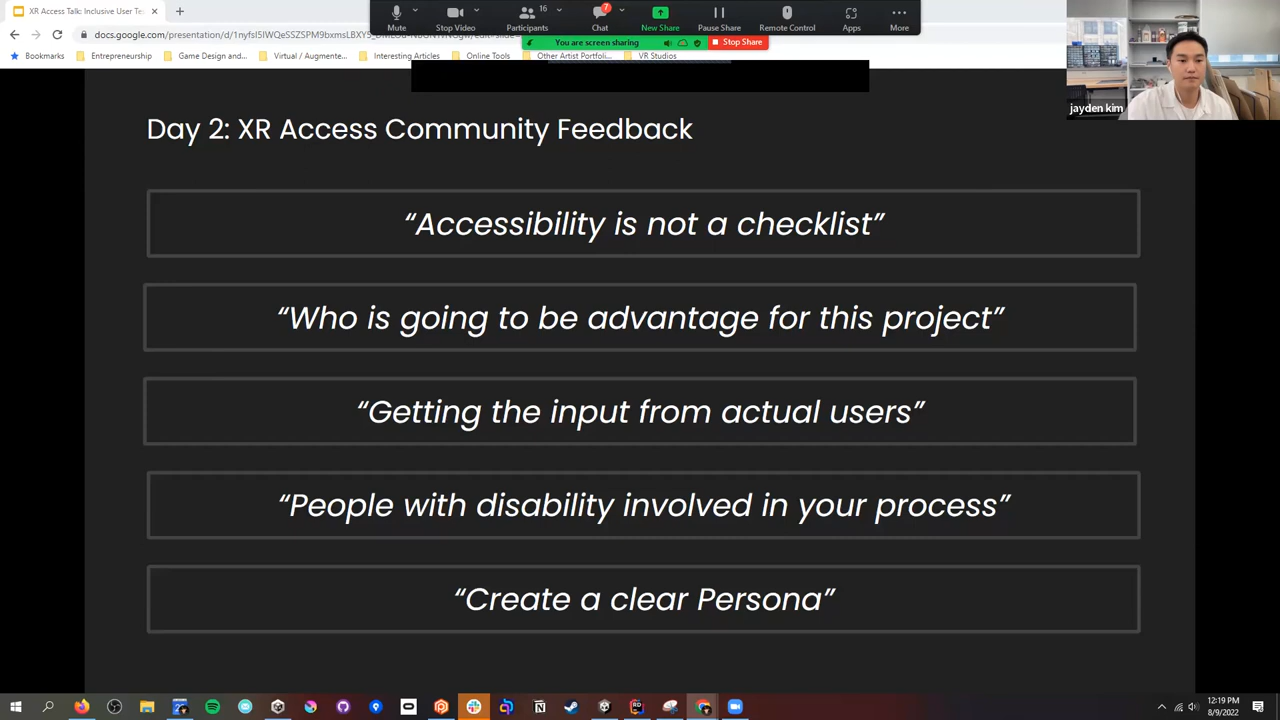 XR Access Talk: Inclusive User Te
docs.google.com/presentation/d/
Bookmarks
Entrepreneurship
Game Design and...
Virtual / Augmente...
Interesting Articles
Online Tools
Other Artist Portfolio...
VR Studios
Mute
Stop Video
16
Participants
7
Chat
New Share
Pause Share
Remote Control
Apps
More
You are screen sharing
Stop Share
jayden kim
Day 2: XR Access Community Feedback
“Accessibility is not a checklist”
“Who is going to be advantage for this project”
“Getting the input from actual users”
“People with disability involved in your process”
“Create a clear Persona”
12:19 PM
8/9/2022